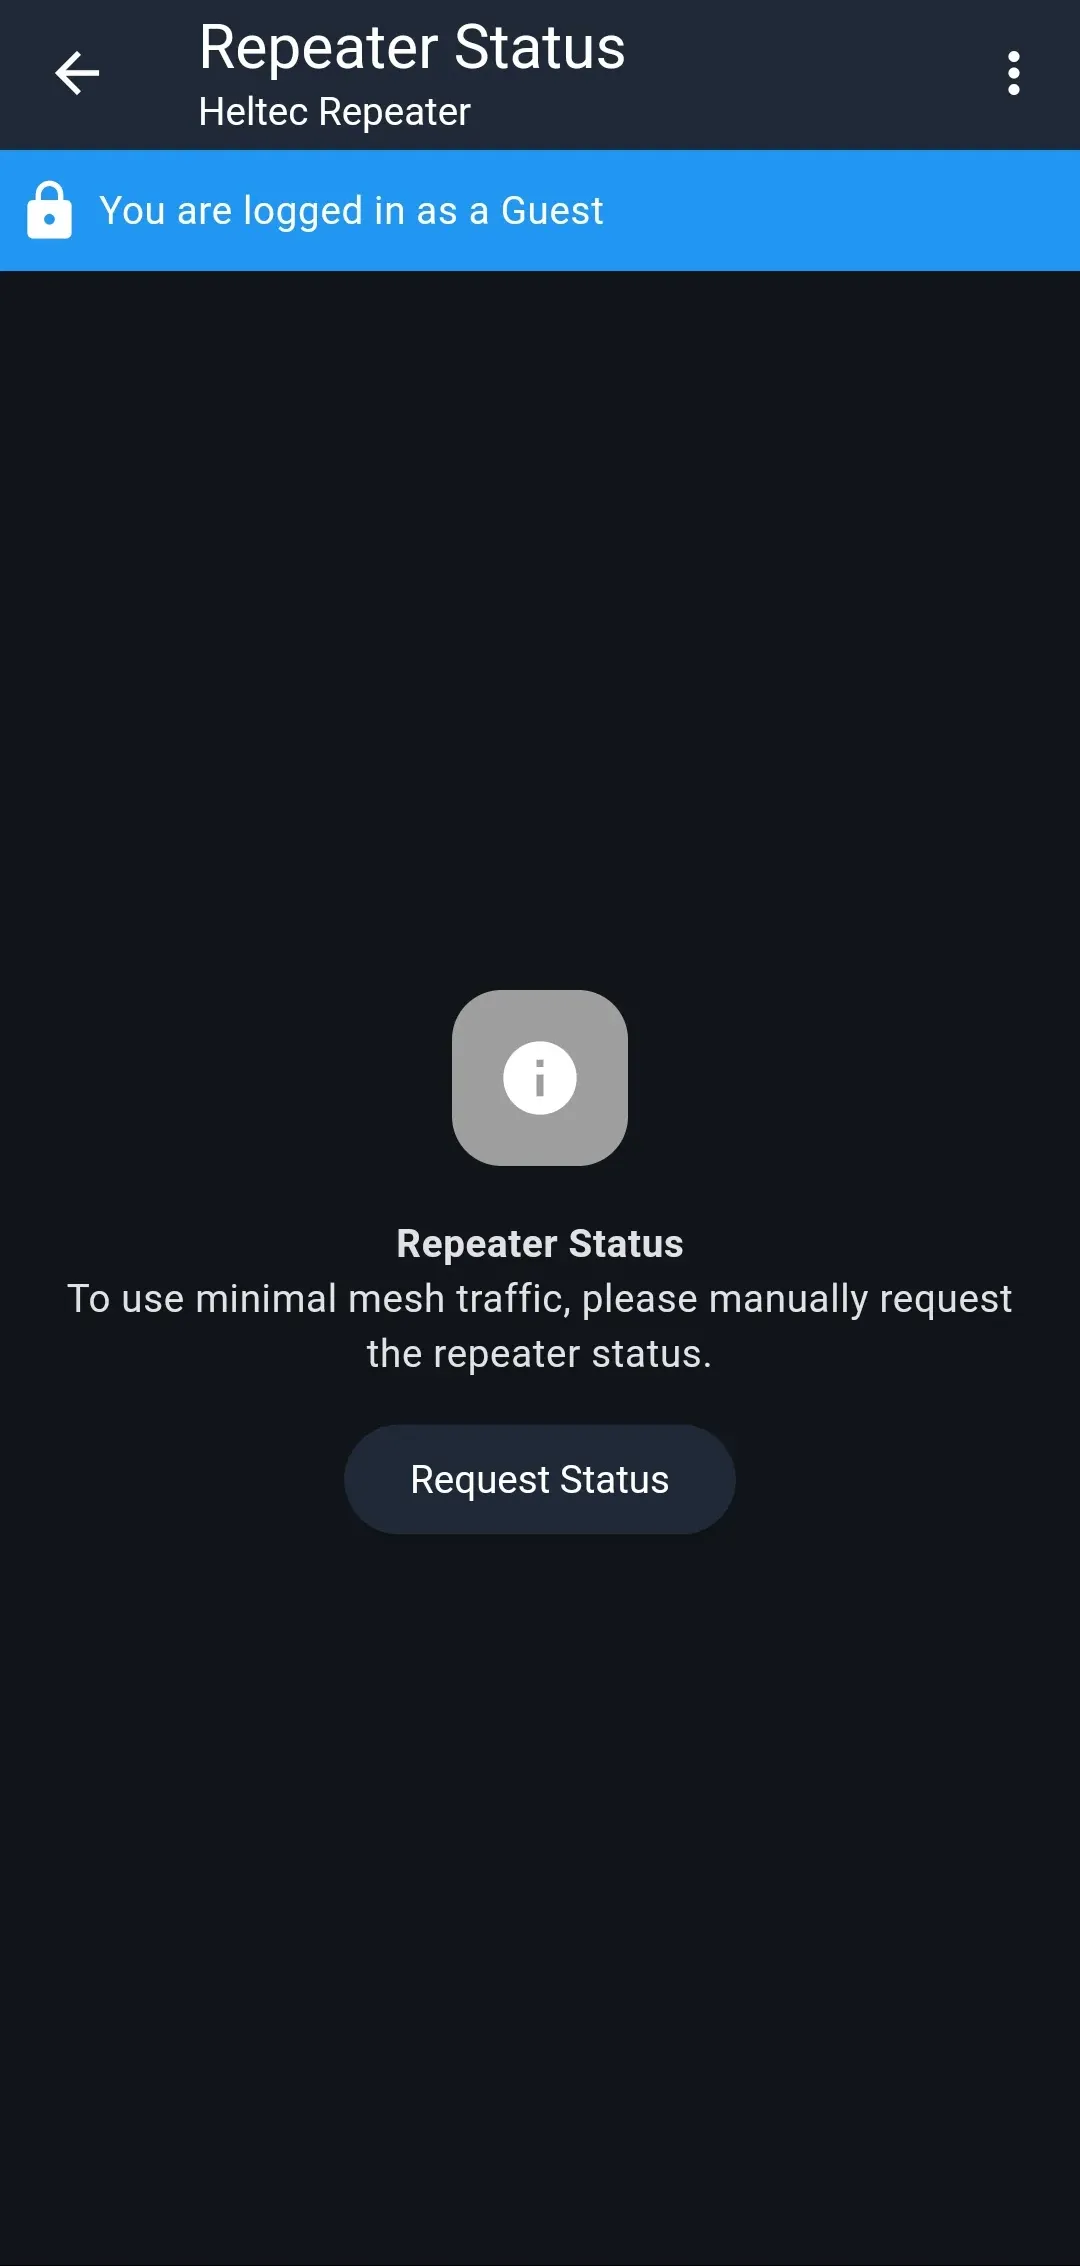 Repeater Status
Heltec Repeater
You are logged in as a Guest
Repeater Status
To use minimal mesh traffic, please manually request
the repeater status.
Request Status